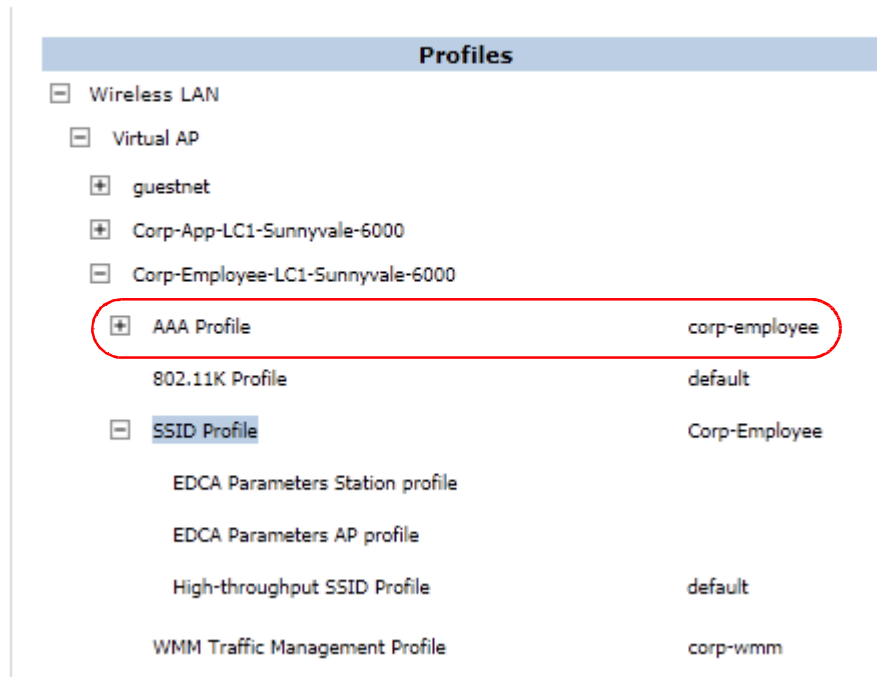 Profiles
Wireless LAN
Virtual AP
guestnet
Corp-App-LC1-Sunnyvale-6000
Corp-Employee-LC1-Sunnyvale-6000
AAA Profile corp-employee
802.11K Profile default
SSID Profile Corp-Employee
EDCA Parameters Station profile
EDCA Parameters AP profile
High-throughput SSID Profile default
WMM Traffic Management Profile corp-wmm